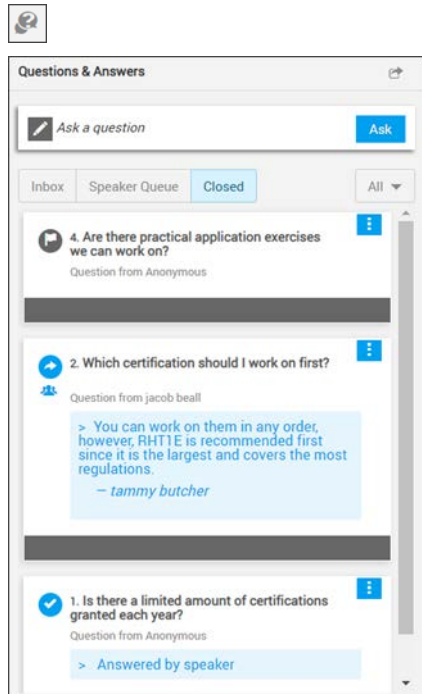 Questions & Answers
Ask a question
Ask
Inbox
Speaker Queue
Closed
All
4. Are there practical application exercises
we can work on?
Question from Anonymous
2. Which certification should I work on first?
Question from jacob beall
> You can work on them in any order,
however, RHT1E is recommended first
since it is the largest and covers the most
regulations.
— tammy butcher
1. Is there a limited amount of certifications
granted each year?
Question from Anonymous
> Answered by speaker